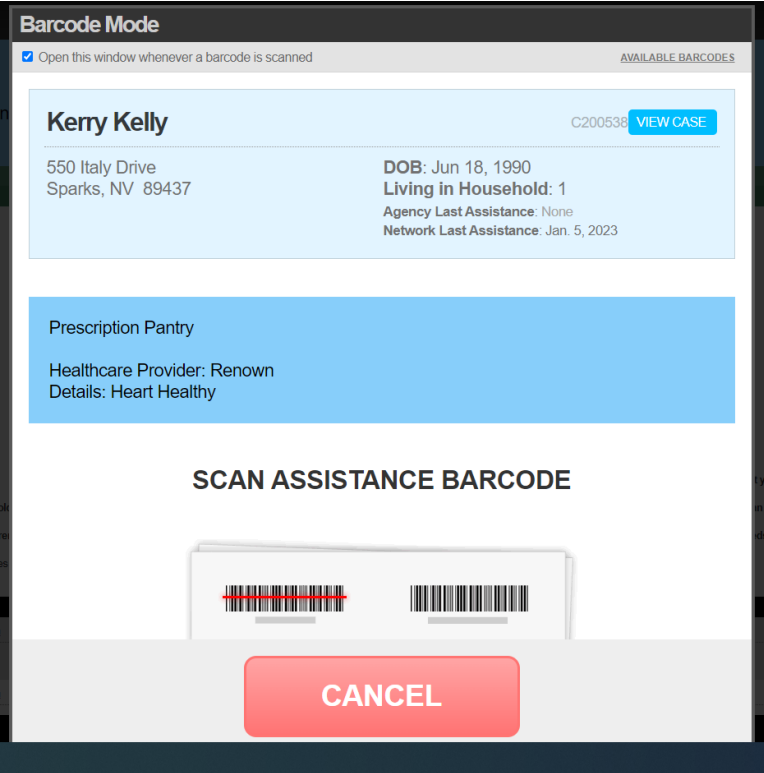 Barcode Mode
Open this window whenever a barcode is scanned
AVAILABLE BARCODES
Kerry Kelly
C200538 VIEW CASE
550 Italy Drive
Sparks, NV 89437
DOB: Jun 18, 1990
Living in Household: 1
Agency Last Assistance: None
Network Last Assistance: Jan. 5, 2023
Prescription Pantry
Healthcare Provider: Renown
Details: Heart Healthy
SCAN ASSISTANCE BARCODE
CANCEL